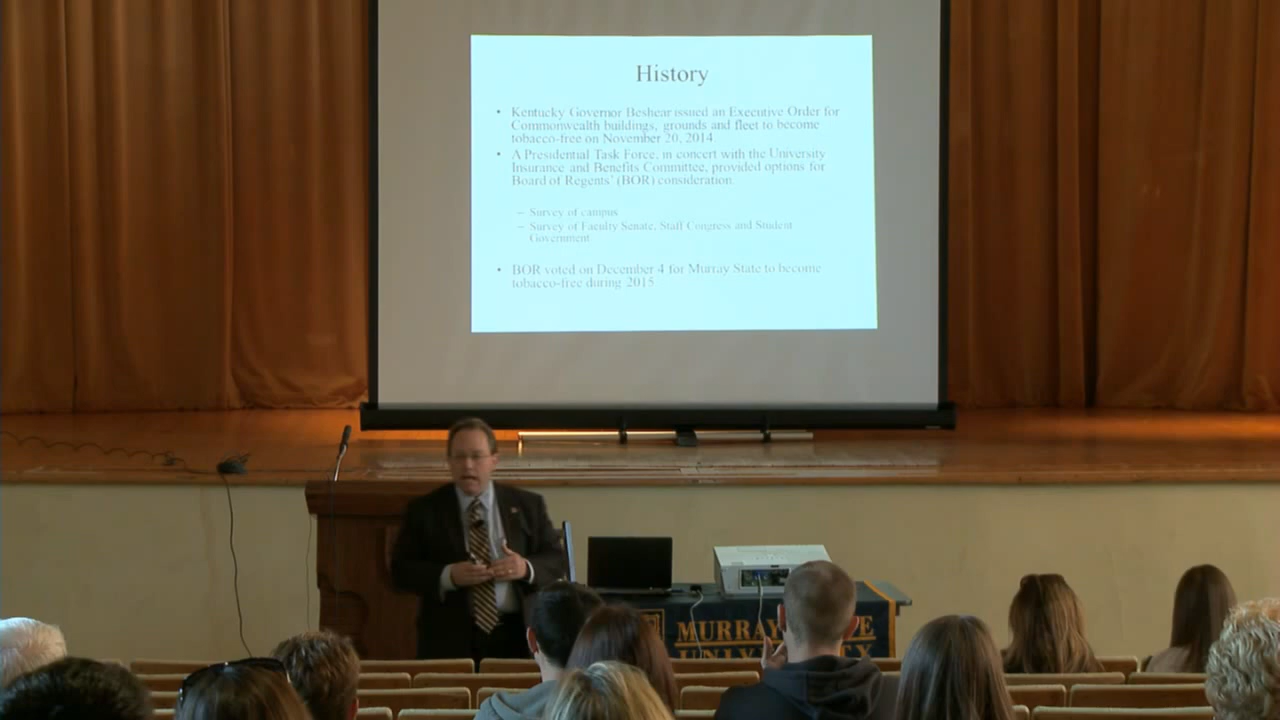 History
• Kentucky Governor Beshear issued an Executive Order for
Commonwealth buildings, grounds and fleet to become
tobacco-free on November 20, 2014.
• A Presidential Task Force, in concert with the University
Insurance and Benefits Committee, provided options for
Board of Regents' (BOR) consideration.
– Survey of campus
– Survey of Faculty Senate, Staff Congress and Student
Government
• BOR voted on December 4 for Murray State to become
tobacco-free during 2015
MURRAY STATE
UNIVERSITY